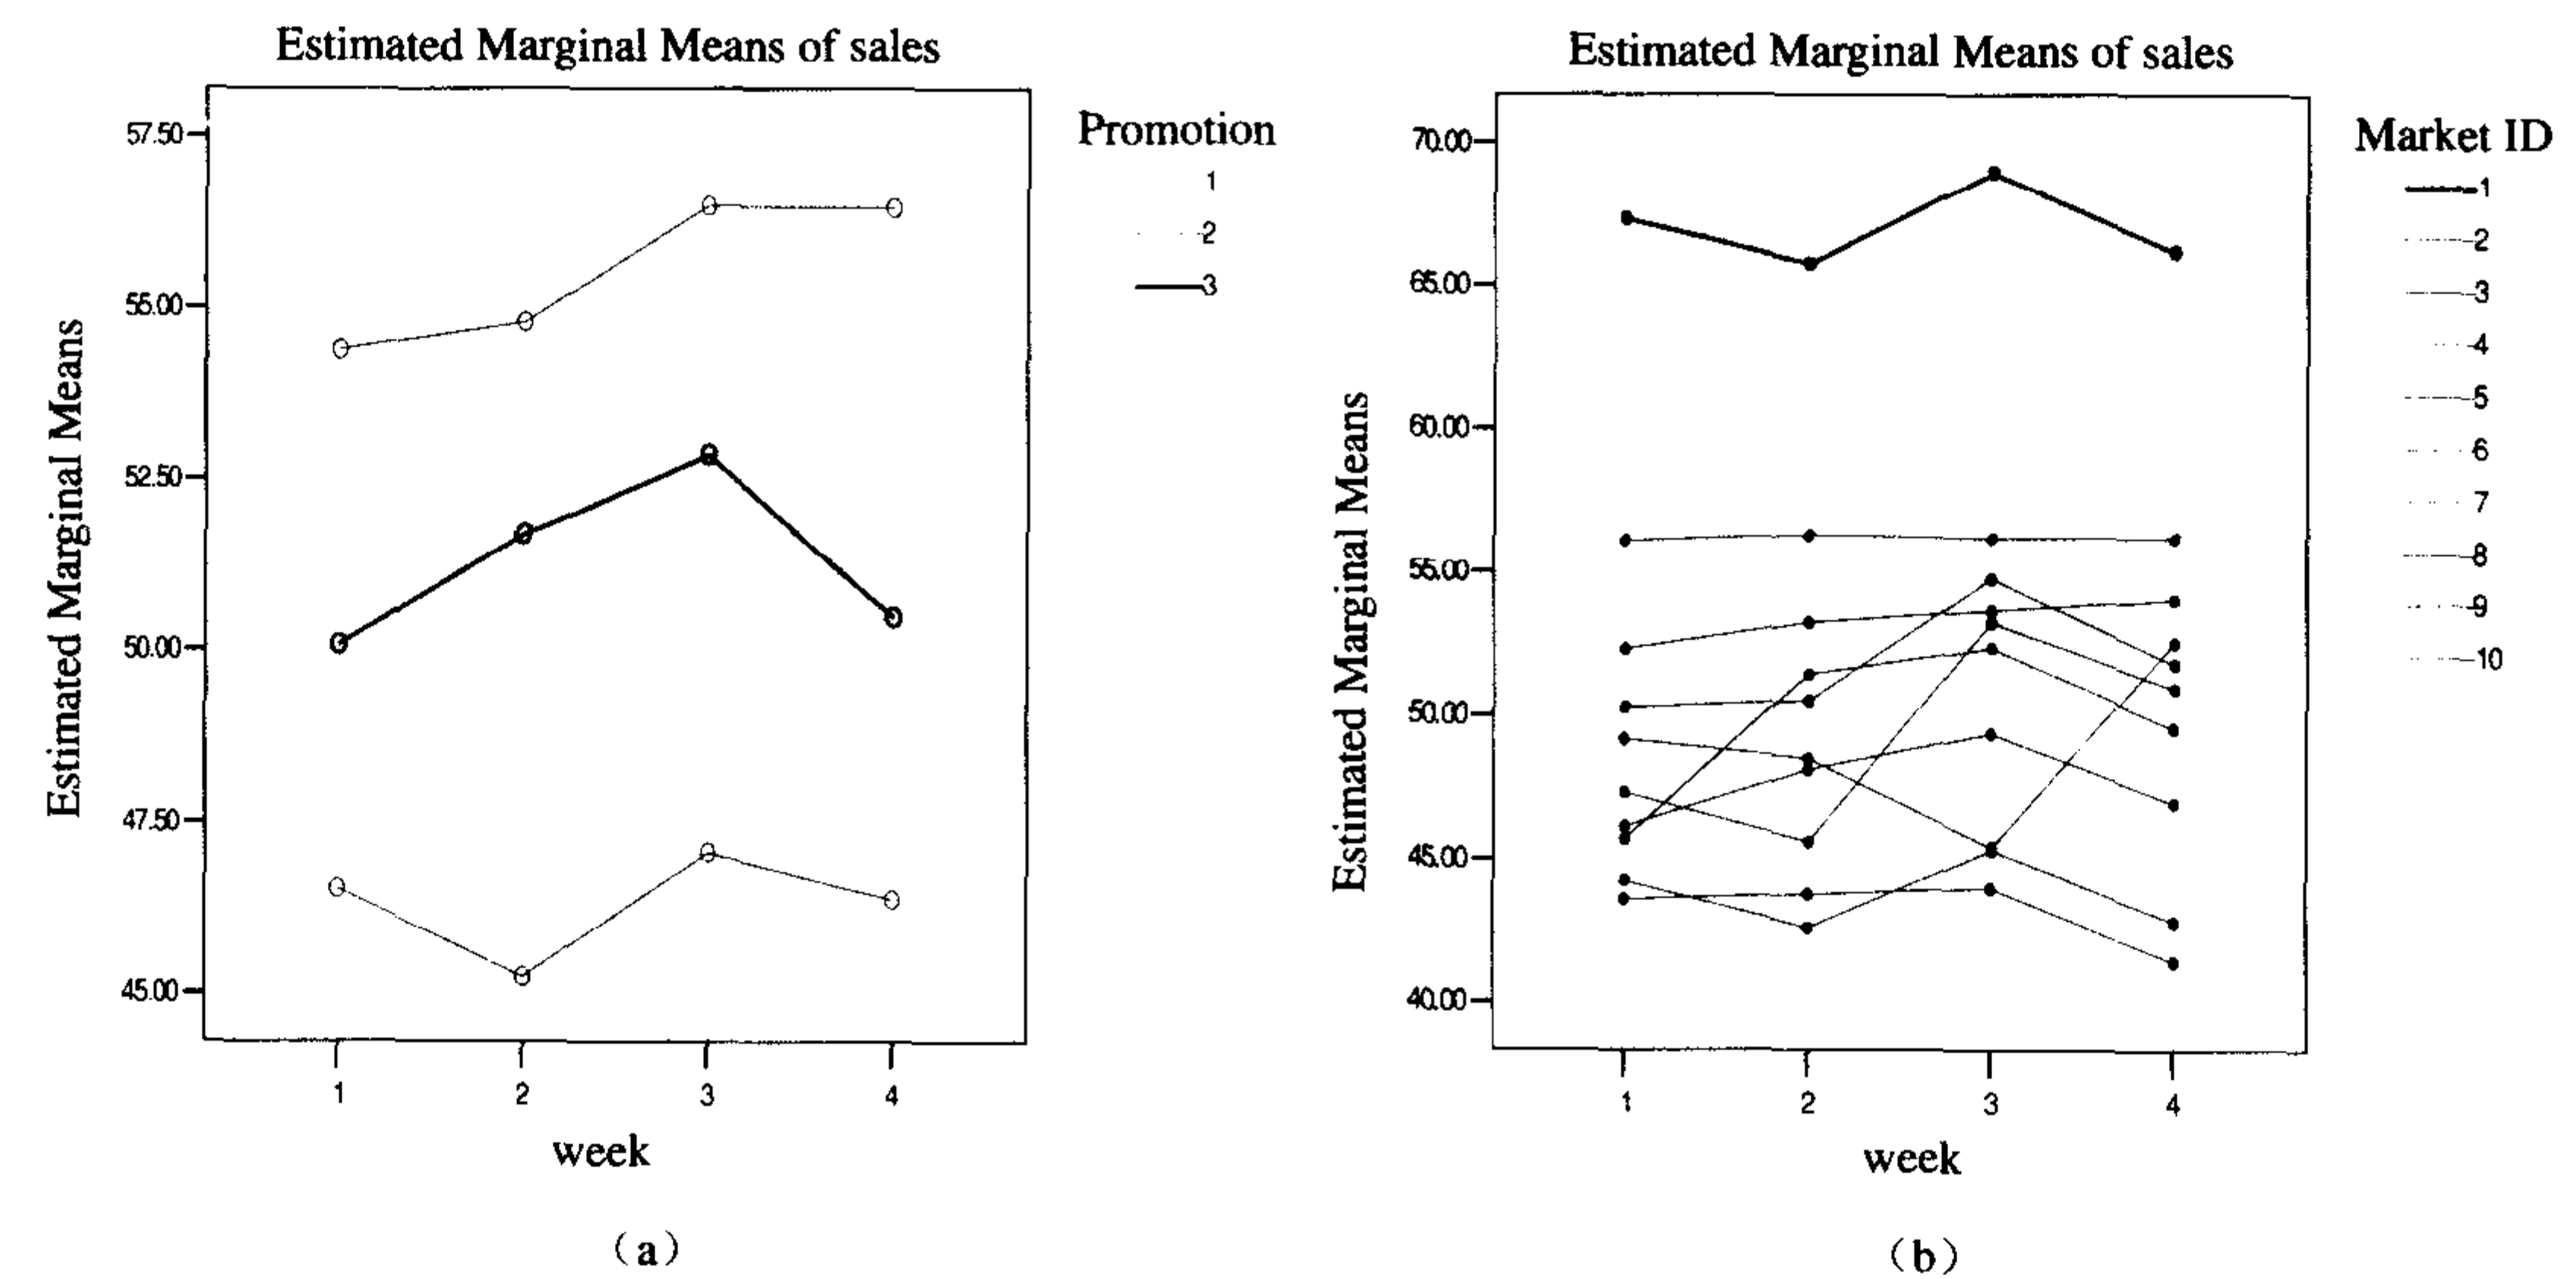 Estimated Marginal Means of sales
57.50
55.00
52.50
50.00
47.50
45.00
Estimated Marginal Means
1 2 3 4
week
Promotion
1
2
3
(a)
Estimated Marginal Means of sales
70.00
65.00
60.00
55.00
50.00
45.00
40.00
Estimated Marginal Means
1 2 3 4
week
Market ID
1
2
3
4
5
6
7
8
9
10
(b)